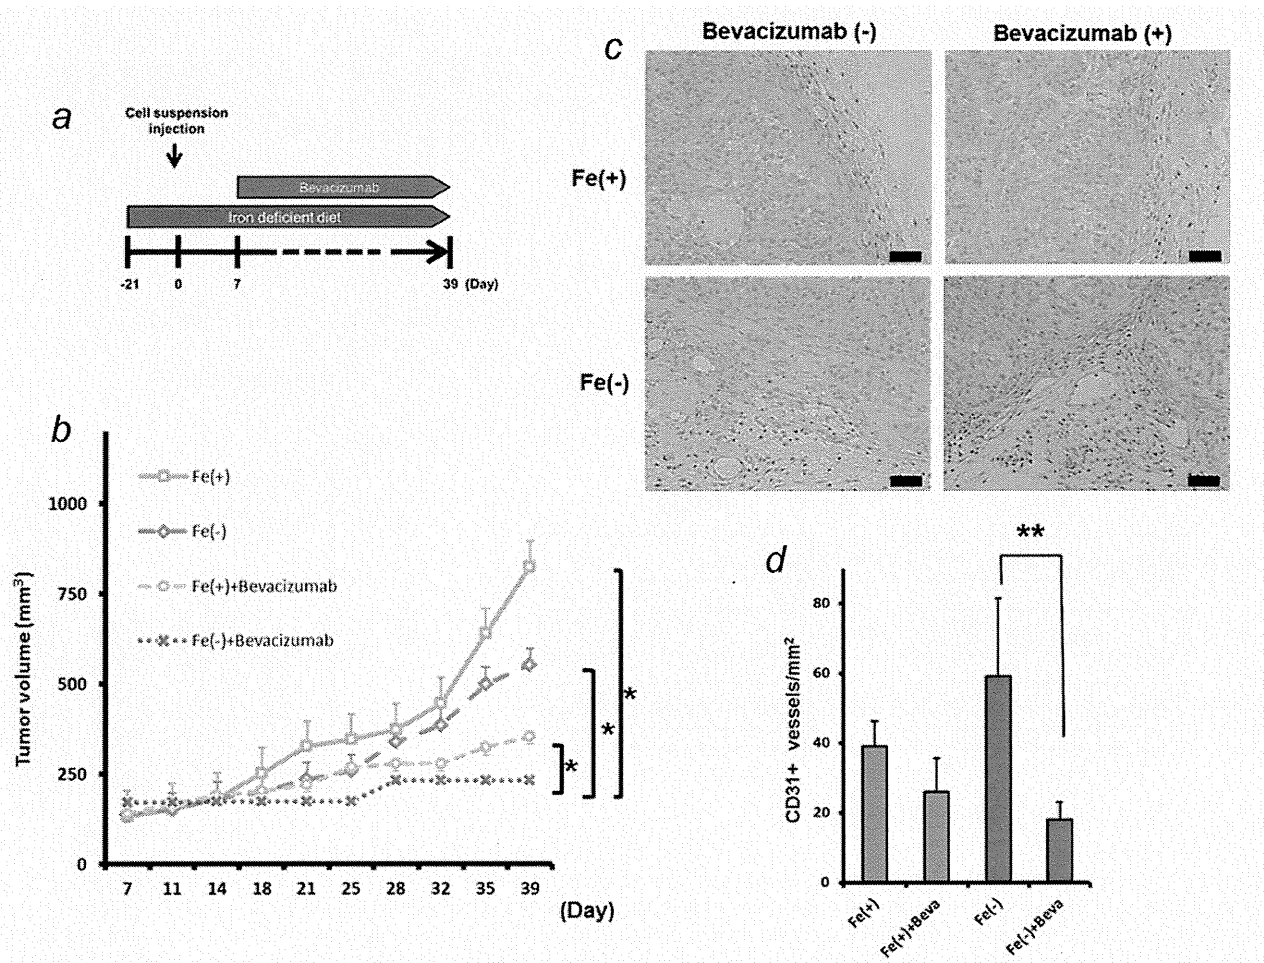 a
Cell suspension
injection
Bevacizumab
Iron deficient diet
-21 0 7 39 (Day)
b
Tumor volume (mm³)
1000
750
500
250
0
Fe(+)
Fe(-)
Fe(+)+Bevacizumab
Fe(-)+Bevacizumab
*
*
*
7 11 14 18 21 25 28 32 35 39
(Day)
c
Bevacizumab (-) Bevacizumab (+)
Fe(+)
Fe(-)
d
**
CD31+ vessels/mm²
80
60
40
20
0
Fe(+) Fe(+)+Beva Fe(-) Fe(-)+Beva